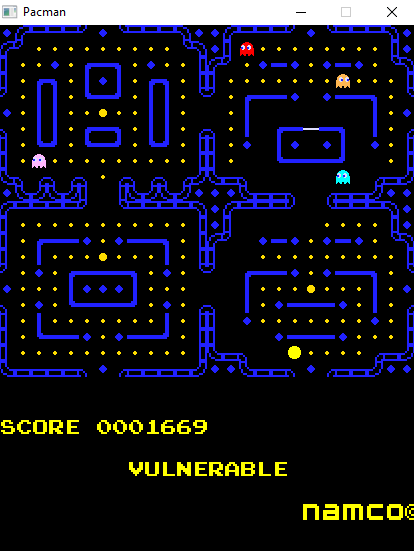 Pacman
SCORE 0001669
VULNERABLE
namco©